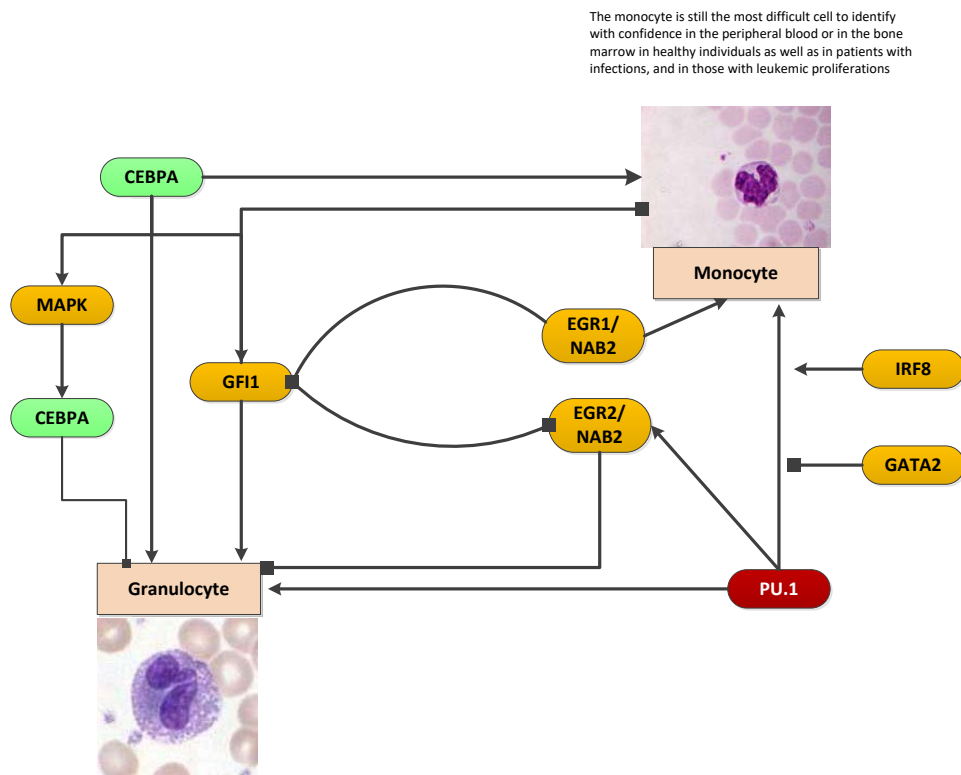 The monocyte is still the most difficult cell to identify
with confidence in the peripheral blood or in the bone
marrow in healthy individuals as well as in patients with
infections, and in those with leukemic proliferations
CEBPA
Monocyte
MAPK
EGR1/
NAB2
GFI1
IRF8
CEBPA
EGR2/
NAB2
GATA2
Granulocyte
PU.1